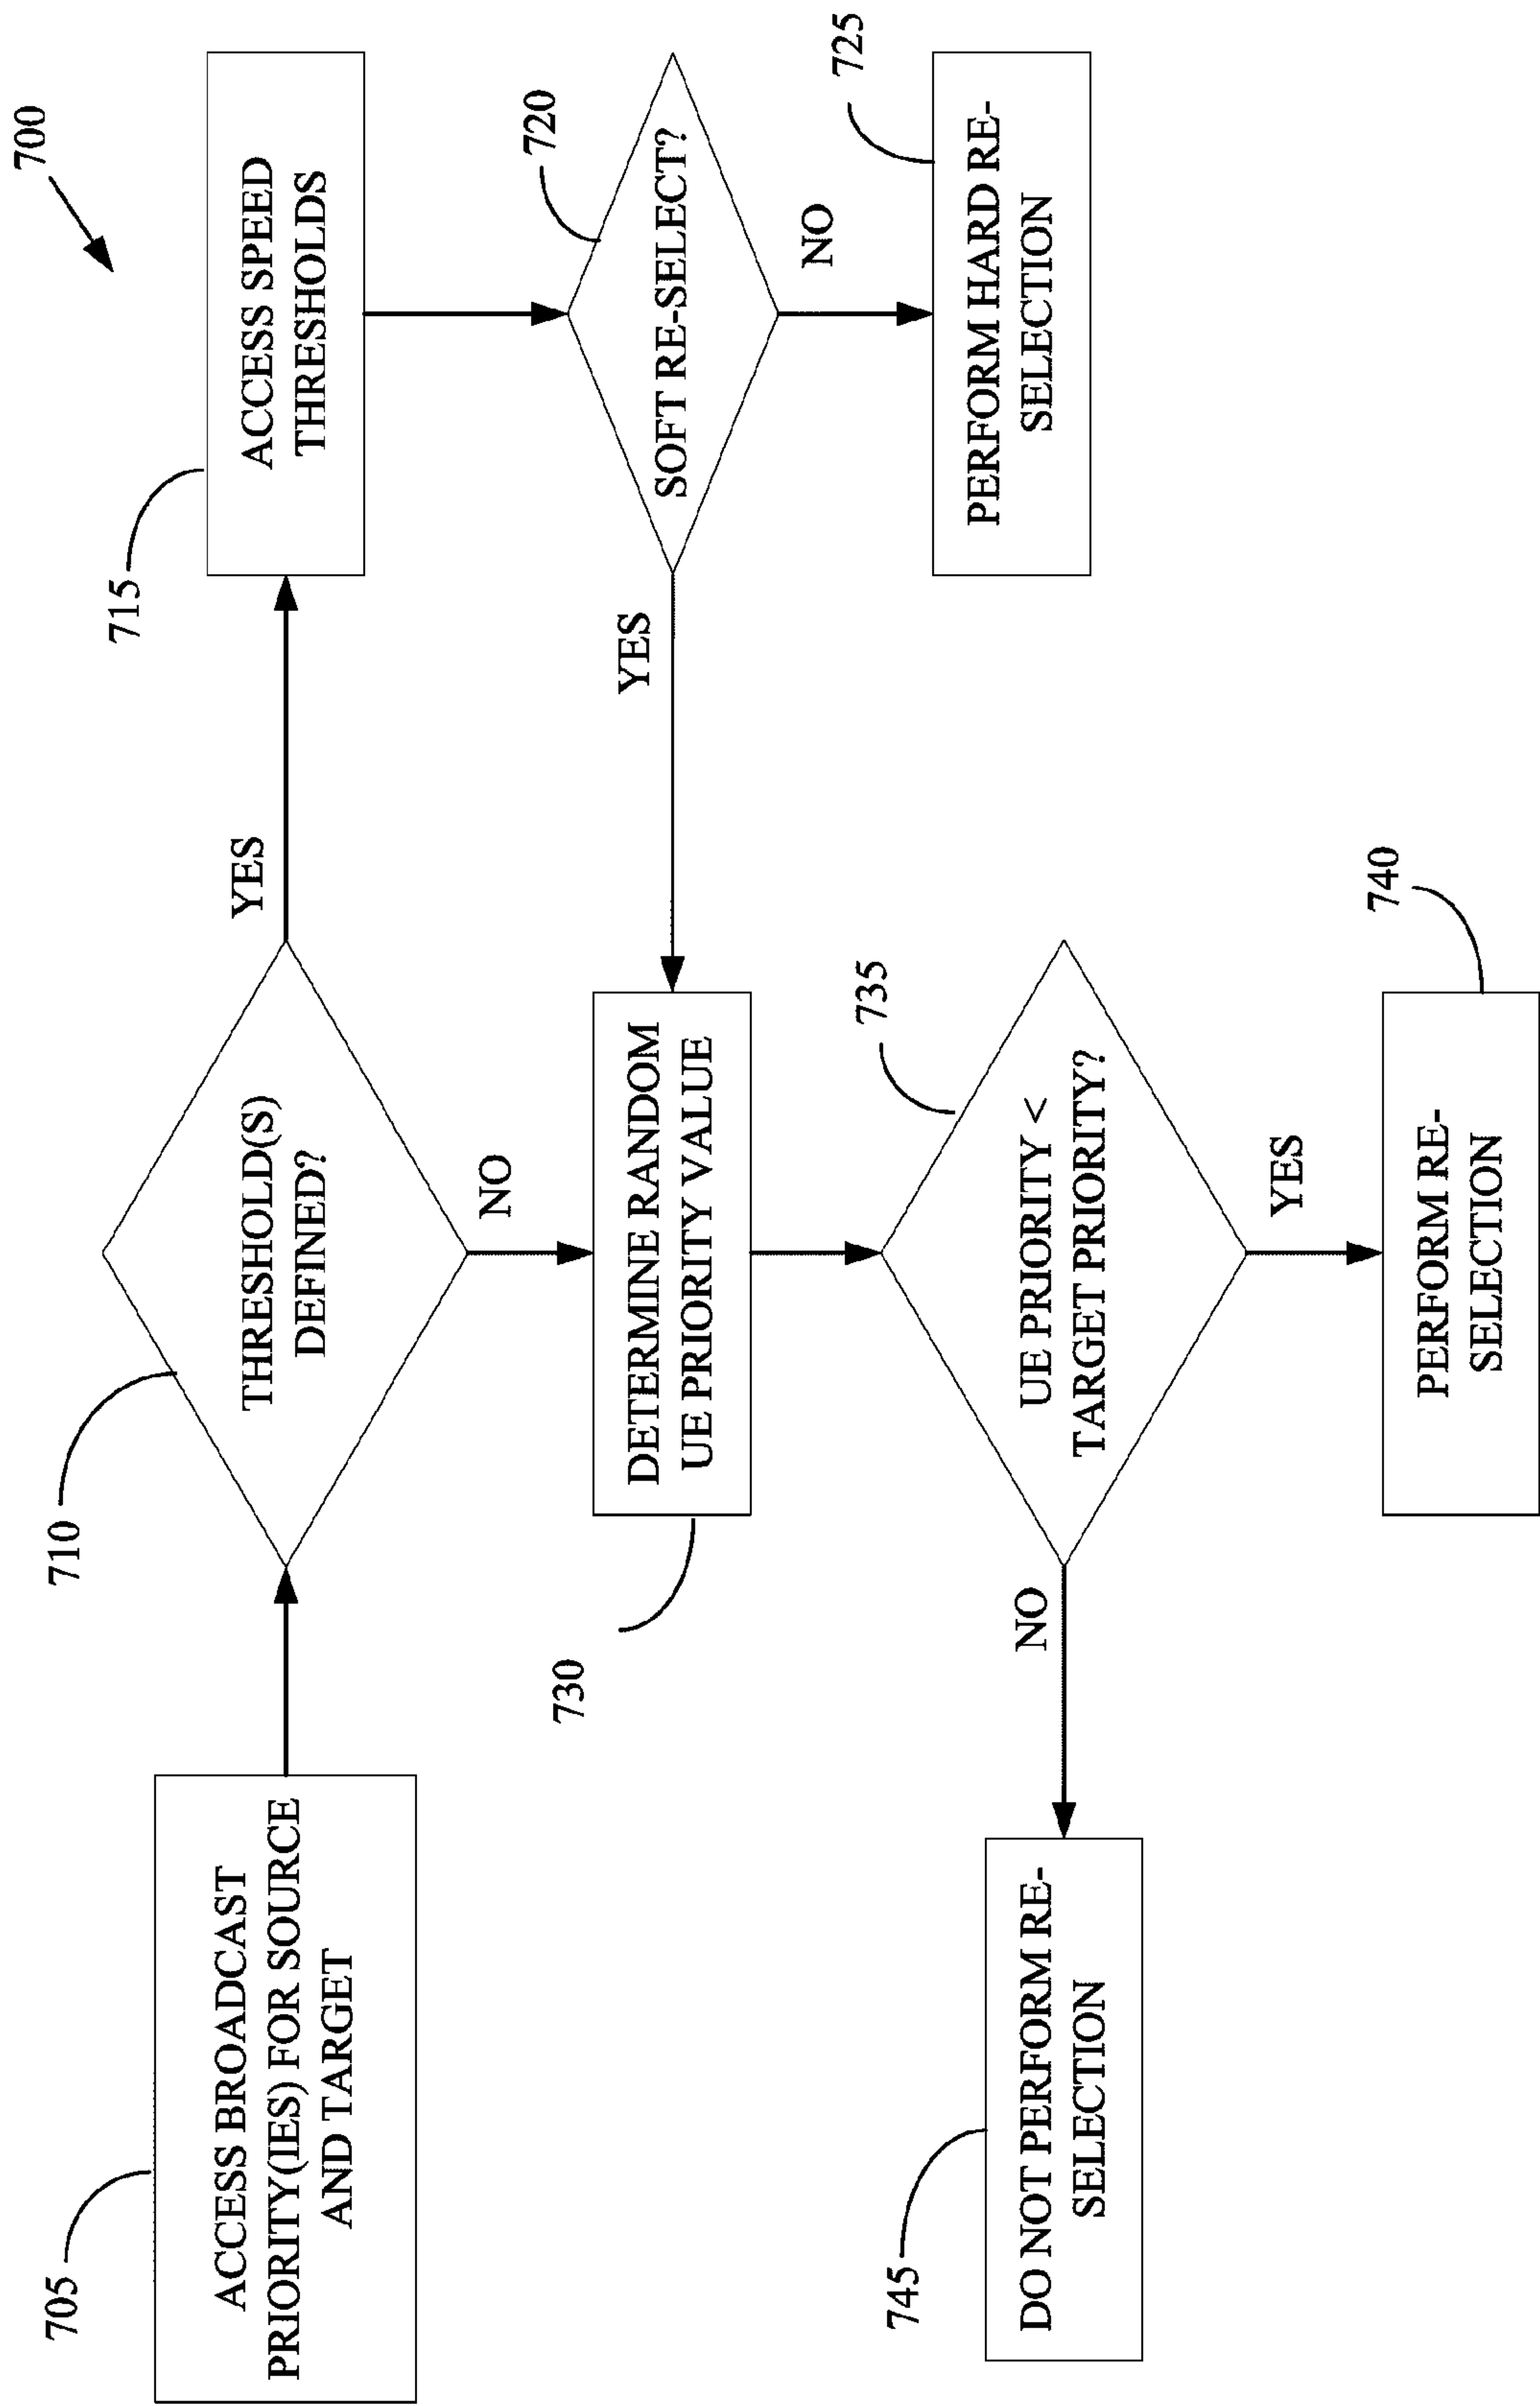 700
705
ACCESS BROADCAST
PRIORITY(IES) FOR SOURCE
AND TARGET
710
THRESHOLD(S)
DEFINED?
YES
715
ACCESS SPEED
THRESHOLDS
NO
720
SOFT RE-SELECT?
YES
NO
725
PERFORM HARD RE-
SELECTION
730
DETERMINE RANDOM
UE PRIORITY VALUE
735
UE PRIORITY <
TARGET PRIORITY?
NO
YES
745
DO NOT PERFORM RE-
SELECTION
740
PERFORM RE-
SELECTION